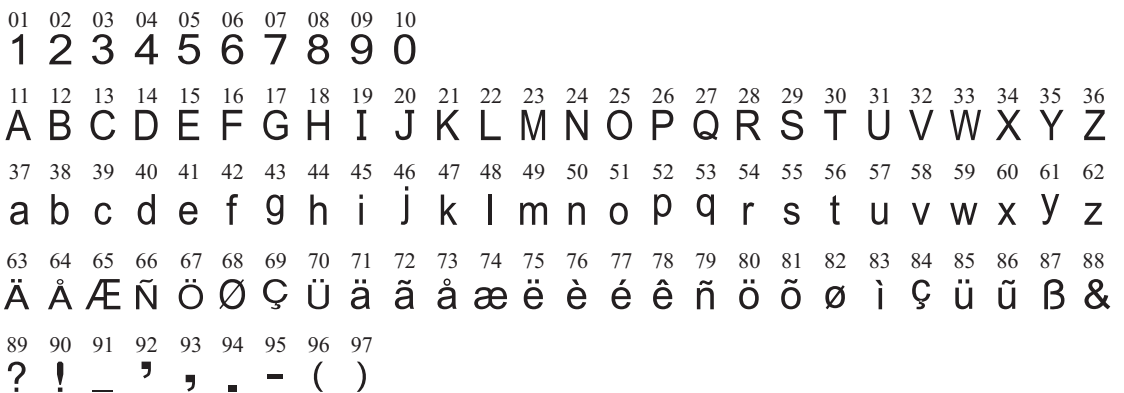 01 02 03 04 05 06 07 08 09 10
1 2 3 4 5 6 7 8 9 0
11 12 13 14 15 16 17 18 19 20 21 22 23 24 25 26 27 28 29 30 31 32 33 34 35 36
A B C D E F G H I J K L M N O P Q R S T U V W X Y Z
37 38 39 40 41 42 43 44 45 46 47 48 49 50 51 52 53 54 55 56 57 58 59 60 61 62
a b c d e f g h i j k l m n o p q r s t u v w x y z
63 64 65 66 67 68 69 70 71 72 73 74 75 76 77 78 79 80 81 82 83 84 85 86 87 88
Ä Å Æ Ñ Ö Ø Ç Ü ä ã å æ ë è é ê ñ ö õ ø ì ç ü ũ ß &
89 90 91 92 93 94 95 96 97
? ! _ ’ , . - ( )